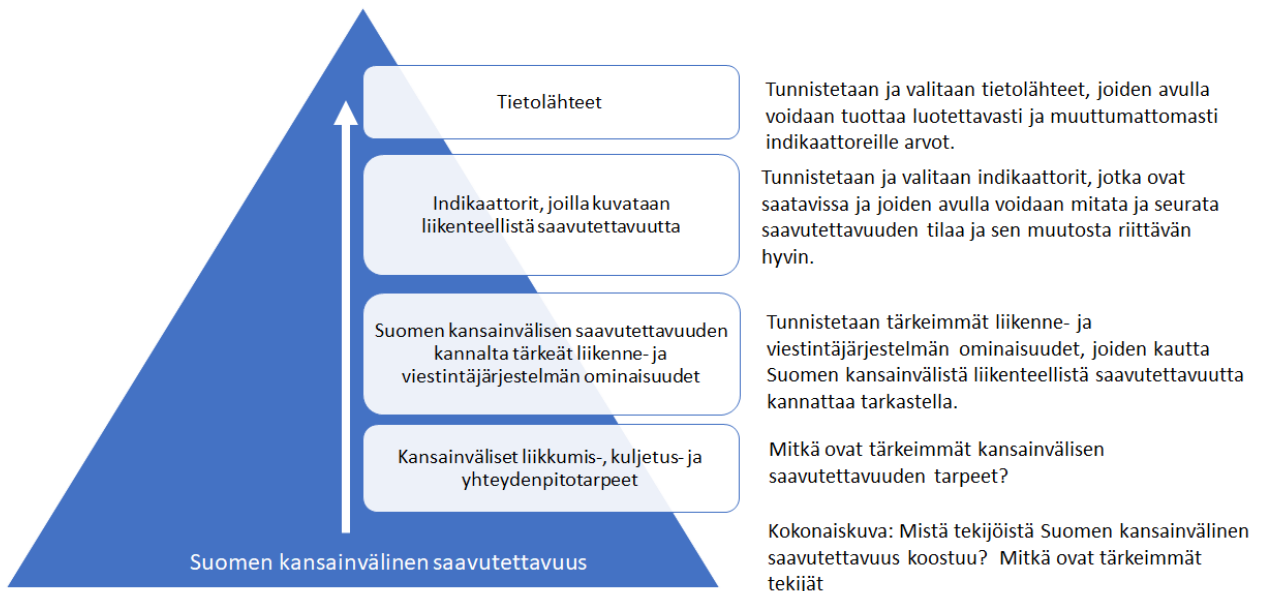 Tietolähteet
Tunnistetaan ja valitaan tietolähteet, joiden avulla
voidaan tuottaa luotettavasti ja muuttumattomasti
indikaattoreille arvot.
Indikaattorit, joilla kuvataan
liikenteellistä saavutettavuutta
Tunnistetaan ja valitaan indikaattorit, jotka ovat
saatavissa ja joiden avulla voidaan mitata ja seurata
saavutettavuuden tilaa ja sen muutosta riittävän
hyvin.
Suomen kansainvälisen saavutettavuuden
kannalta tärkeät liikenne- ja
viestintäjärjestelmän ominaisuudet
Tunnistetaan tärkeimmät liikenne- ja
viestintäjärjestelmän ominaisuudet, joiden kautta
Suomen kansainvälistä liikenteellistä saavutettavuutta
kannattaa tarkastella.
Kansainväliset liikkumis-, kuljetus- ja
yhteydenpitotarpeet
Mitkä ovat tärkeimmät kansainvälisen
saavutettavuuden tarpeet?
Suomen kansainvälinen saavutettavuus
Kokonaiskuva: Mistä tekijöistä Suomen kansainvälinen
saavutettavuus koostuu? Mitkä ovat tärkeimmät
tekijät